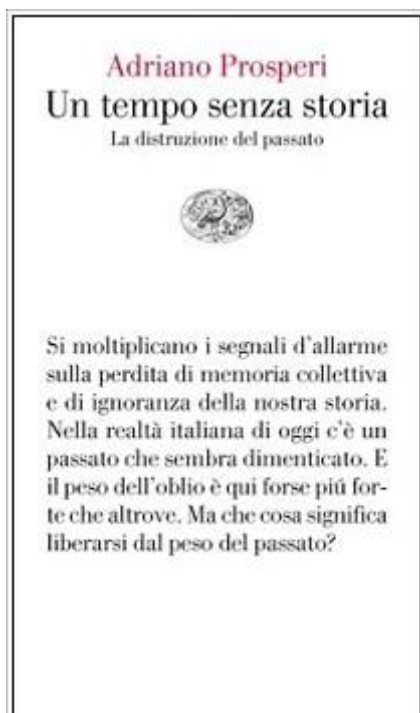 Adriano Prosperi
Un tempo senza storia
La distruzione del passato
Si moltiplicano i segnali d'allarme
sulla perdita di memoria collettiva
e di ignoranza della nostra storia.
Nella realtà italiana di oggi c'è un
passato che sembra dimenticato. E
il peso dell'oblio è qui forse piú for-
te che altrove. Ma che cosa significa
liberarsi dal peso del passato?